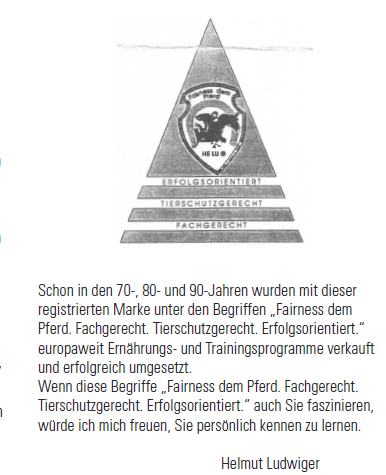 Fairness dem
Pferd
HELU ®
ERFOLGSORIENTIERT
TIERSCHUTZGERECHT
FACHGERECHT
Schon in den 70-, 80- und 90-Jahren wurden mit dieser
registrierten Marke unter den Begriffen „Fairness dem
Pferd. Fachgerecht. Tierschutzgerecht. Erfolgsorientiert.“
europaweit Ernährungs- und Trainingsprogramme verkauft
und erfolgreich umgesetzt.
Wenn diese Begriffe „Fairness dem Pferd. Fachgerecht.
Tierschutzgerecht. Erfolgsorientiert.“ auch Sie faszinieren,
würde ich mich freuen, Sie persönlich kennen zu lernen.
Helmut Ludwiger